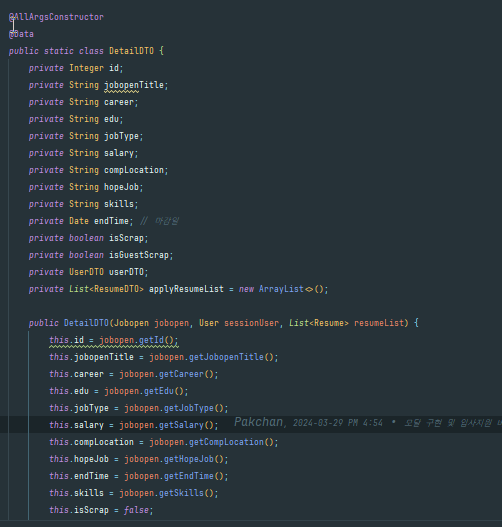 @AllArgsConstructor
@Data
public static class DetailDTO {
private Integer id;
private String jobopenTitle;
private String career;
private String edu;
private String jobType;
private String salary;
private String compLocation;
private String hopeJob;
private String skills;
private Date endTime; // 마감일
private boolean isScrap;
private boolean isGuestScrap;
private UserDTO userDTO;
private List<ResumeDTO> applyResumeList = new ArrayList<>();
public DetailDTO(Jobopen jobopen, User sessionUser, List<Resume> resumeList) {
this.id = jobopen.getId();
this.jobopenTitle = jobopen.getJobopenTitle();
this.career = jobopen.getCareer();
this.edu = jobopen.getEdu();
this.jobType = jobopen.getJobType();
this.salary = jobopen.getSalary(); Pakchan, 2024-03-29 PM 4:54 • 모달 구현 및 입사지원
this.compLocation = jobopen.getCompLocation();
this.hopeJob = jobopen.getHopeJob();
this.endTime = jobopen.getEndTime();
this.skills = jobopen.getSkills();
this.isScrap = false;